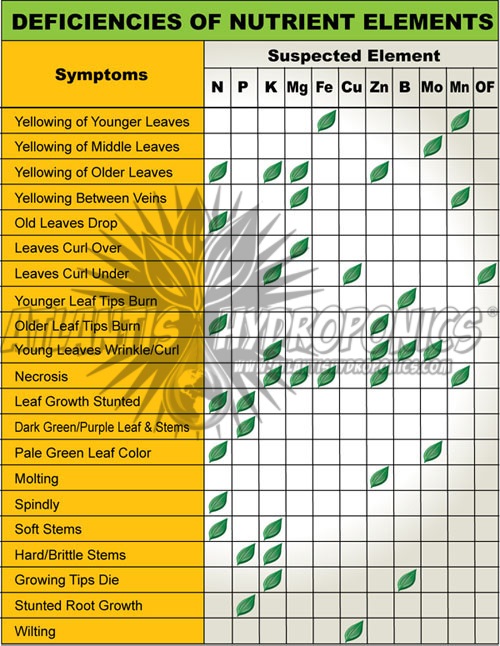 DEFICIENCIES OF NUTRIENT ELEMENTS
Symptoms
Suspected Element
N P K Mg Fe Cu Zn B Mo Mn OF
Yellowing of Younger Leaves
Yellowing of Middle Leaves
Yellowing of Older Leaves
Yellowing Between Veins
Old Leaves Drop
Leaves Curl Over
Leaves Curl Under
Younger Leaf Tips Burn
ATLANTIS HYDROPONICS®
Older Leaf Tips Burn
Young Leaves Wrinkle/Curl
WWW.ATLANTISHYDROPONICS.COM
Necrosis
Leaf Growth Stunted
Dark Green/Purple Leaf & Stems
Pale Green Leaf Color
Molting
Spindly
Soft Stems
Hard/Brittle Stems
Growing Tips Die
Stunted Root Growth
Wilting